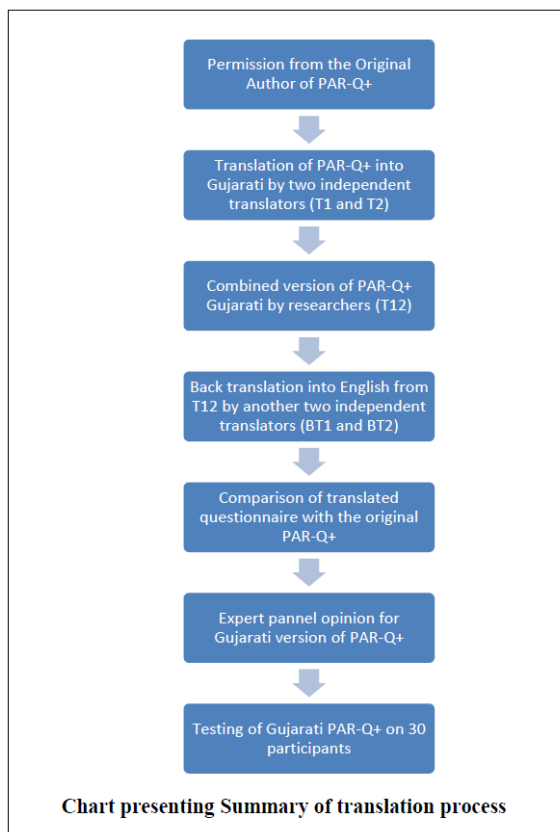 Permission from the Original
Author of PAR-Q+
Translation of PAR-Q+ into
Gujarati by two independent
translators (T1 and T2)
Combined version of PAR-Q+
Gujarati by researchers (T12)
Back translation into English from
T12 by another two independent
translators (BT1 and BT2)
Comparison of translated
questionnaire with the original
PAR-Q+
Expert pannel opinion for
Gujarati version of PAR-Q+
Testing of Gujarati PAR-Q+ on 30
participants
Chart presenting Summary of translation process